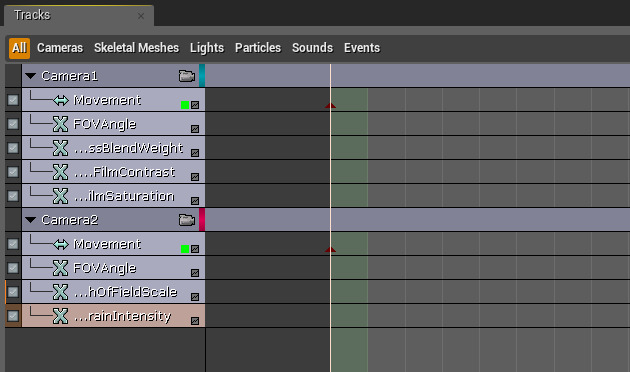 Tracks
All Cameras Skeletal Meshes Lights Particles Sounds Events
Camera1
Movement
FOVAngle
...ssBlendWeight
....FilmContrast
...ilmSaturation
Camera2
Movement
FOVAngle
...hOfFieldScale
...rainIntensity